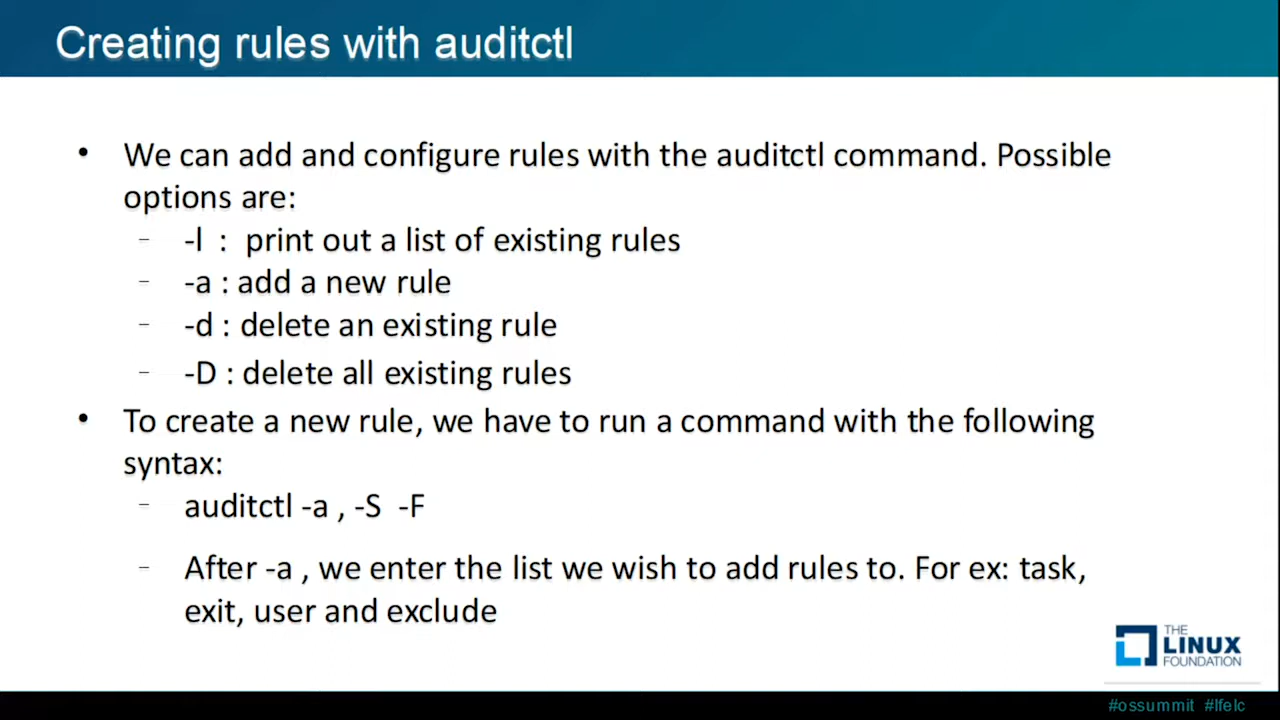 Creating rules with auditctl
• We can add and configure rules with the auditctl command. Possible
options are:
– -l : print out a list of existing rules
– -a : add a new rule
– -d : delete an existing rule
– -D : delete all existing rules
• To create a new rule, we have to run a command with the following
syntax:
– auditctl -a , -S -F
– After -a , we enter the list we wish to add rules to. For ex: task,
exit, user and exclude
THE
LINUX
FOUNDATION
#ossummit #lfelc